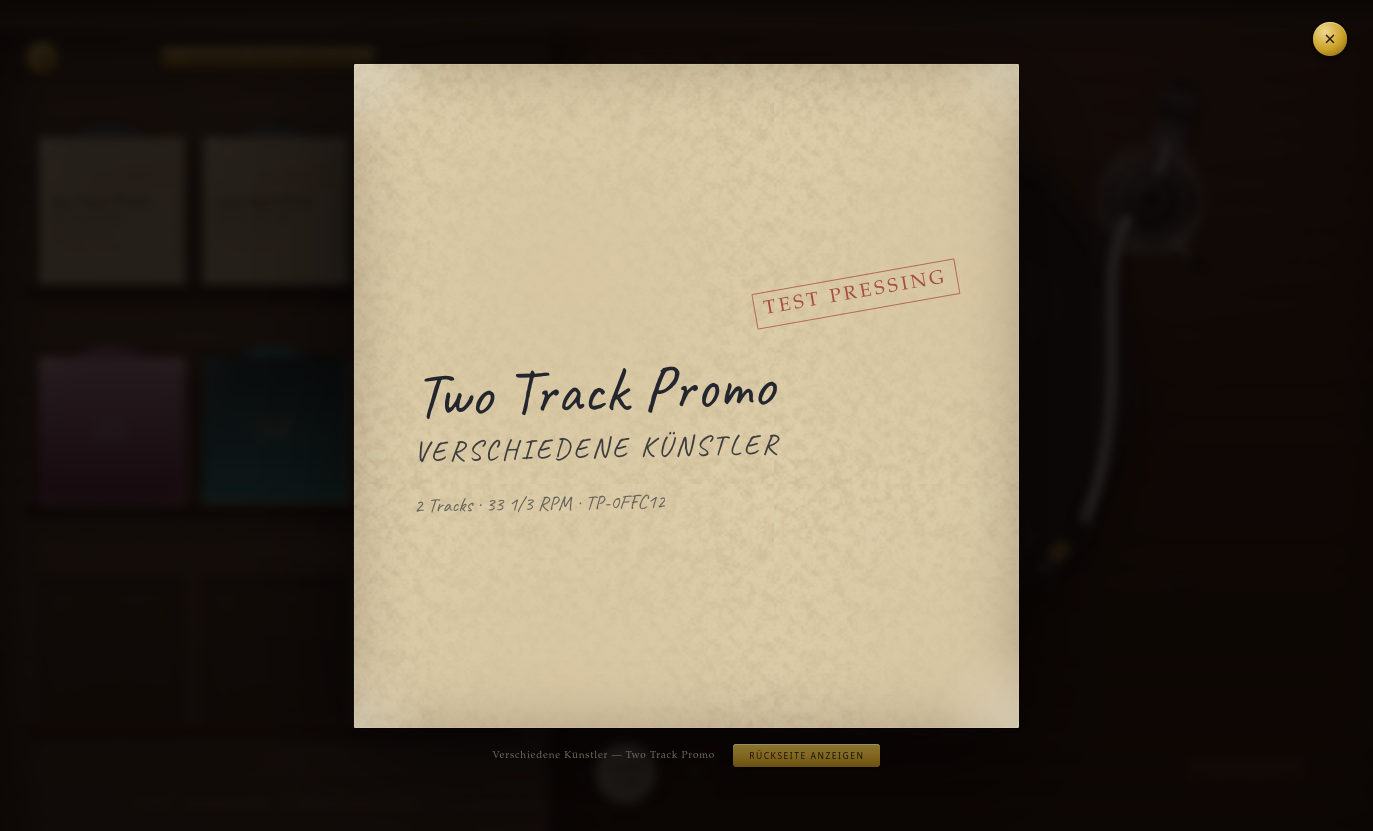 TEST PRESSING
Two Track Promo
VERSCHIEDENE KÜNSTLER
2 Tracks · 33 1/3 RPM · TP-0FFC12
Verschiedene Künstler — Two Track Promo
RÜCKSEITE ANZEIGEN